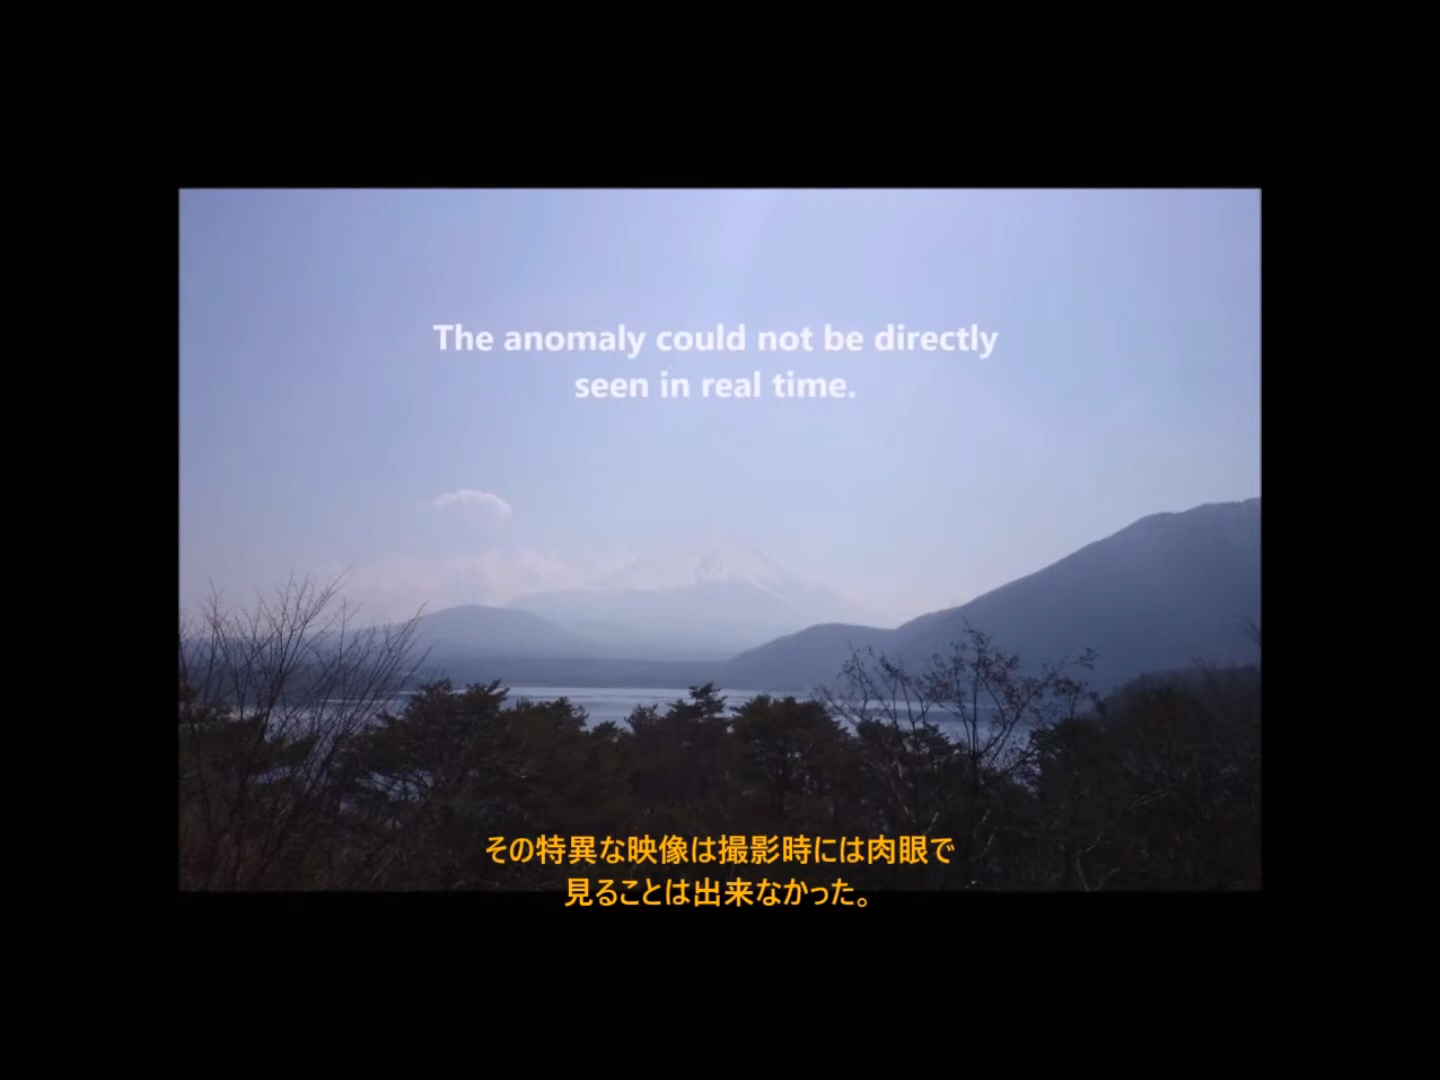 The anomaly could not be directly
seen in real time.
その特異な映像は撮影時には肉眼で
見ることは出来なかった。